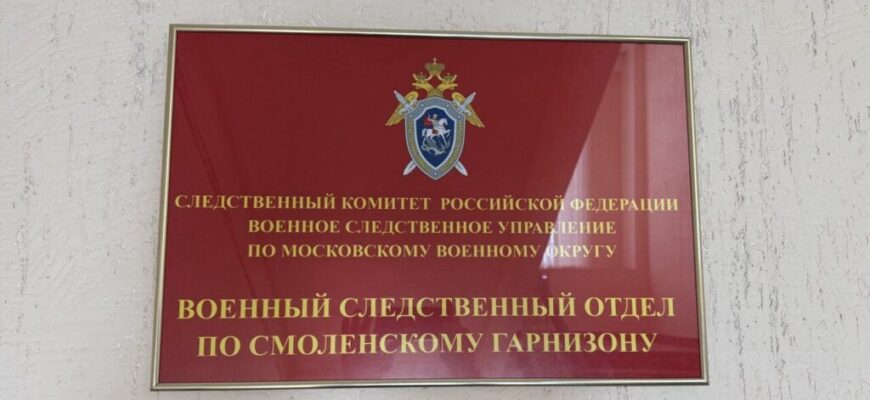 СЛЕДСТВЕННЫЙ КОМИТЕТ РОССИЙСКОЙ ФЕДЕРАЦИИ
ВОЕННОЕ СЛЕДСТВЕННОЕ УПРАВЛЕНИЕ
ПО МОСКОВСКОМУ ВОЕННОМУ ОКРУГУ
ВОЕННЫЙ СЛЕДСТВЕННЫЙ ОТДЕЛ
ПО СМОЛЕНСКОМУ ГАРНИЗОНУ